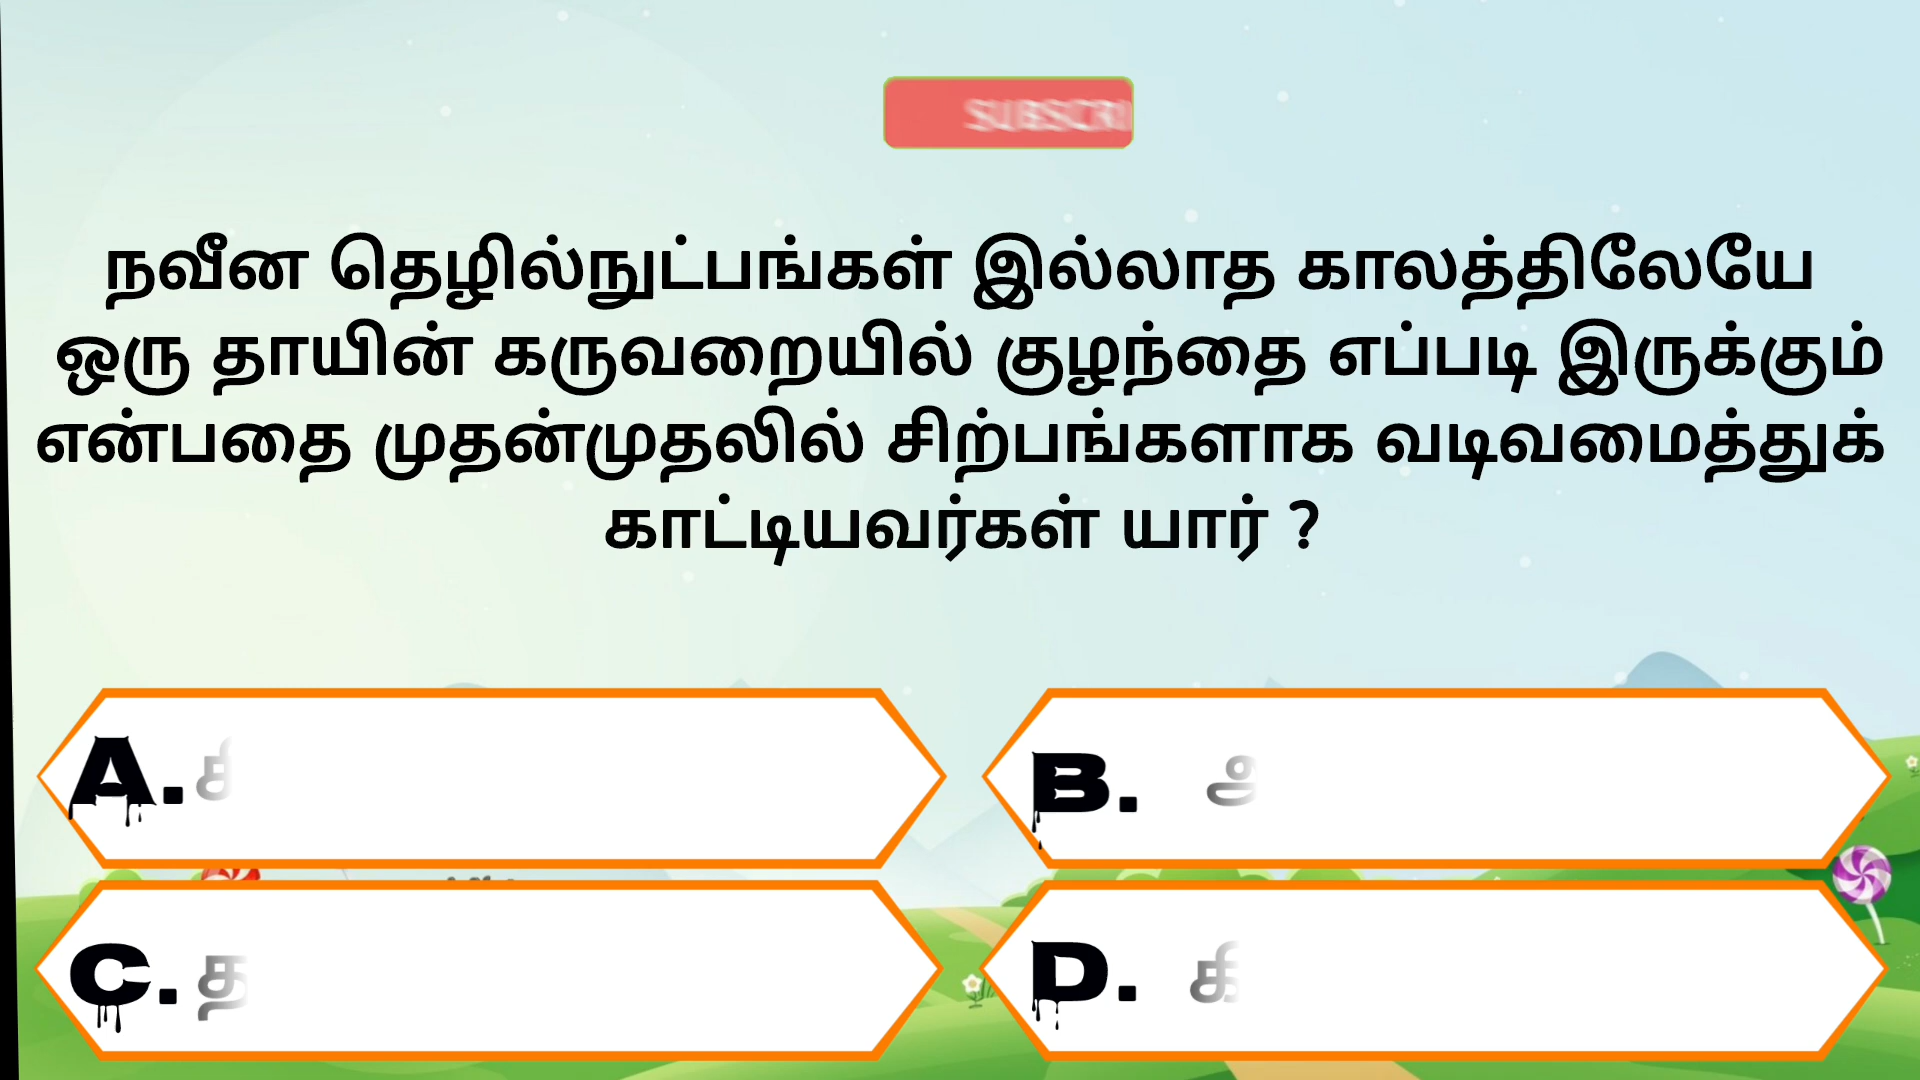 நவீன தெழில்நுட்பங்கள் இல்லாத காலத்திலேயே
ஒரு தாயின் கருவறையில் குழந்தை எப்படி இருக்கும்
என்பதை முதன்முதலில் சிற்பங்களாக வடிவமைத்துக்
காட்டியவர்கள் யார் ?
A.
B.
C. த
D. கி